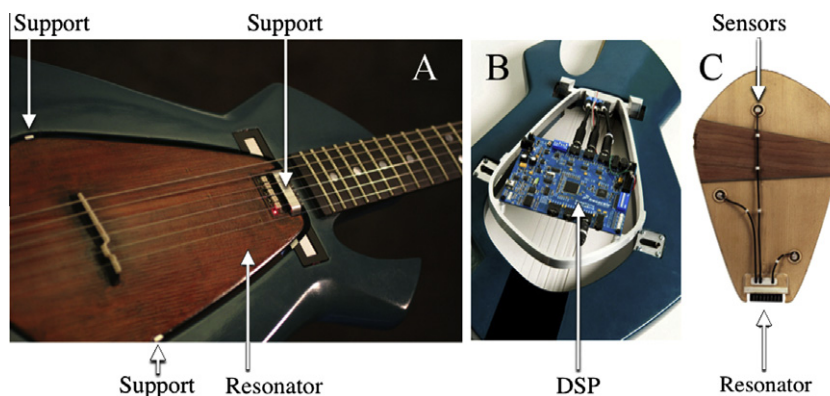 Support
Support
Sensors
A
B
C
Support
Resonator
DSP
Resonator